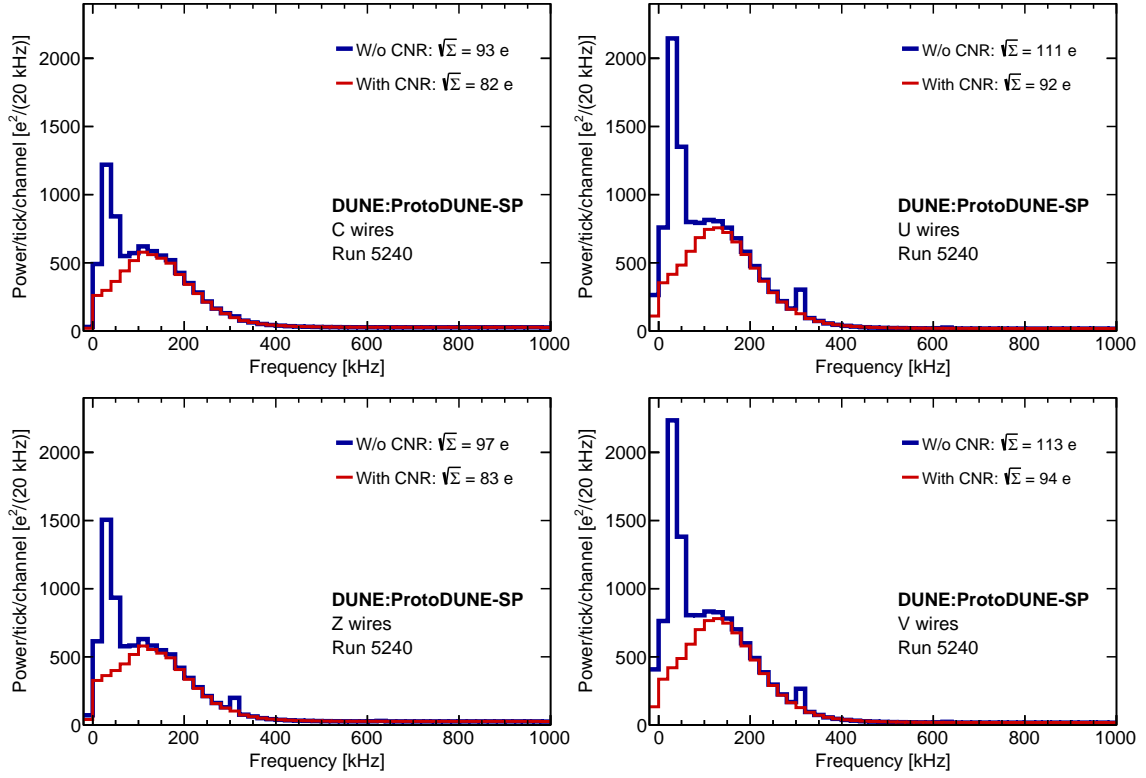 Power/tick/channel [e²/(20 kHz)]
2000
1500
1000
500
0
W/o CNR: √Σ = 93 e
With CNR: √Σ = 82 e
DUNE:ProtoDUNE-SP
C wires
Run 5240
0 200 400 600 800 1000
Frequency [kHz]
Power/tick/channel [e²/(20 kHz)]
2000
1500
1000
500
0
W/o CNR: √Σ = 111 e
With CNR: √Σ = 92 e
DUNE:ProtoDUNE-SP
U wires
Run 5240
0 200 400 600 800 1000
Frequency [kHz]
Power/tick/channel [e²/(20 kHz)]
2000
1500
1000
500
0
W/o CNR: √Σ = 97 e
With CNR: √Σ = 83 e
DUNE:ProtoDUNE-SP
Z wires
Run 5240
0 200 400 600 800 1000
Frequency [kHz]
Power/tick/channel [e²/(20 kHz)]
2000
1500
1000
500
0
W/o CNR: √Σ = 113 e
With CNR: √Σ = 94 e
DUNE:ProtoDUNE-SP
V wires
Run 5240
0 200 400 600 800 1000
Frequency [kHz]